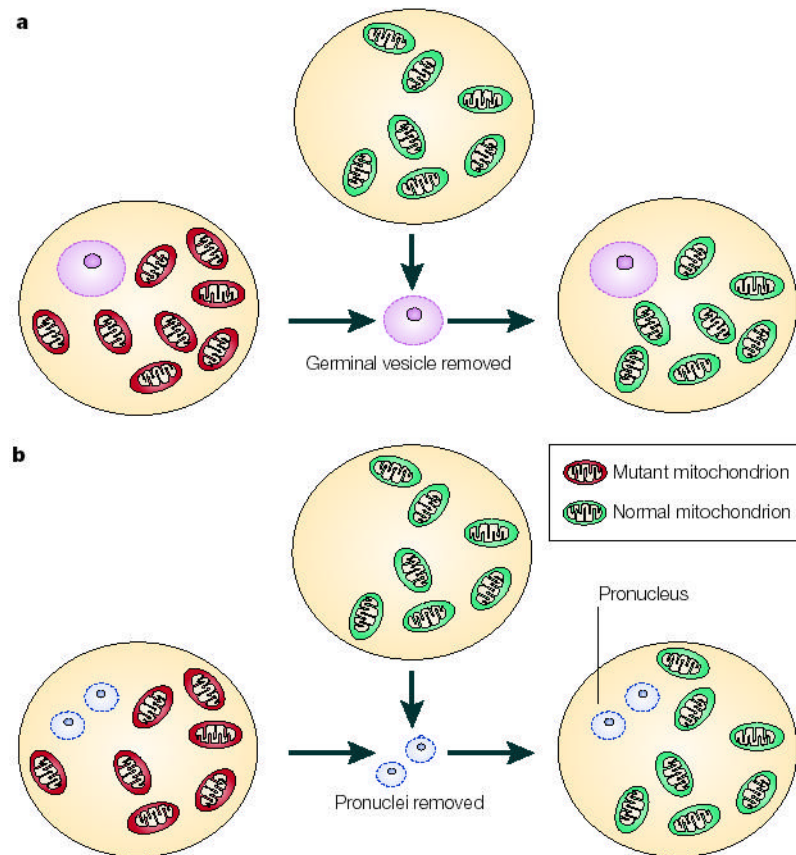 a
Germinal vesicle removed
b
Mutant mitochondrion
Normal mitochondrion
Pronucleus
Pronuclei removed